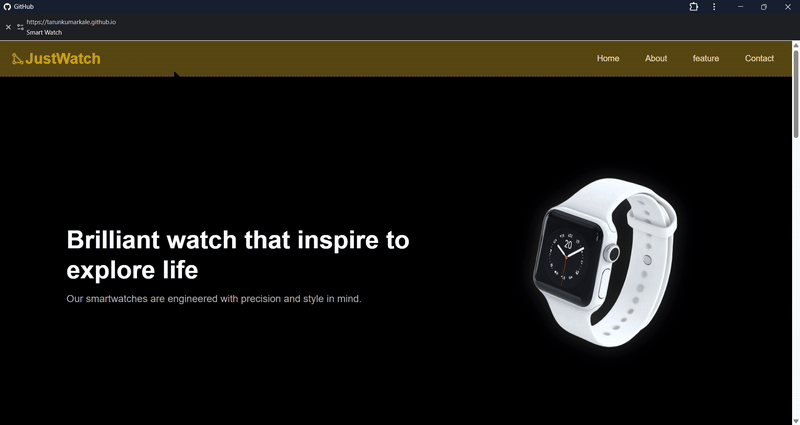 GitHub
https://tarunkumarkale.github.io
Smart Watch
JustWatch
Home
About
feature
Contact
Brilliant watch that inspire to
explore life
Our smartwatches are engineered with precision and style in mind.
20